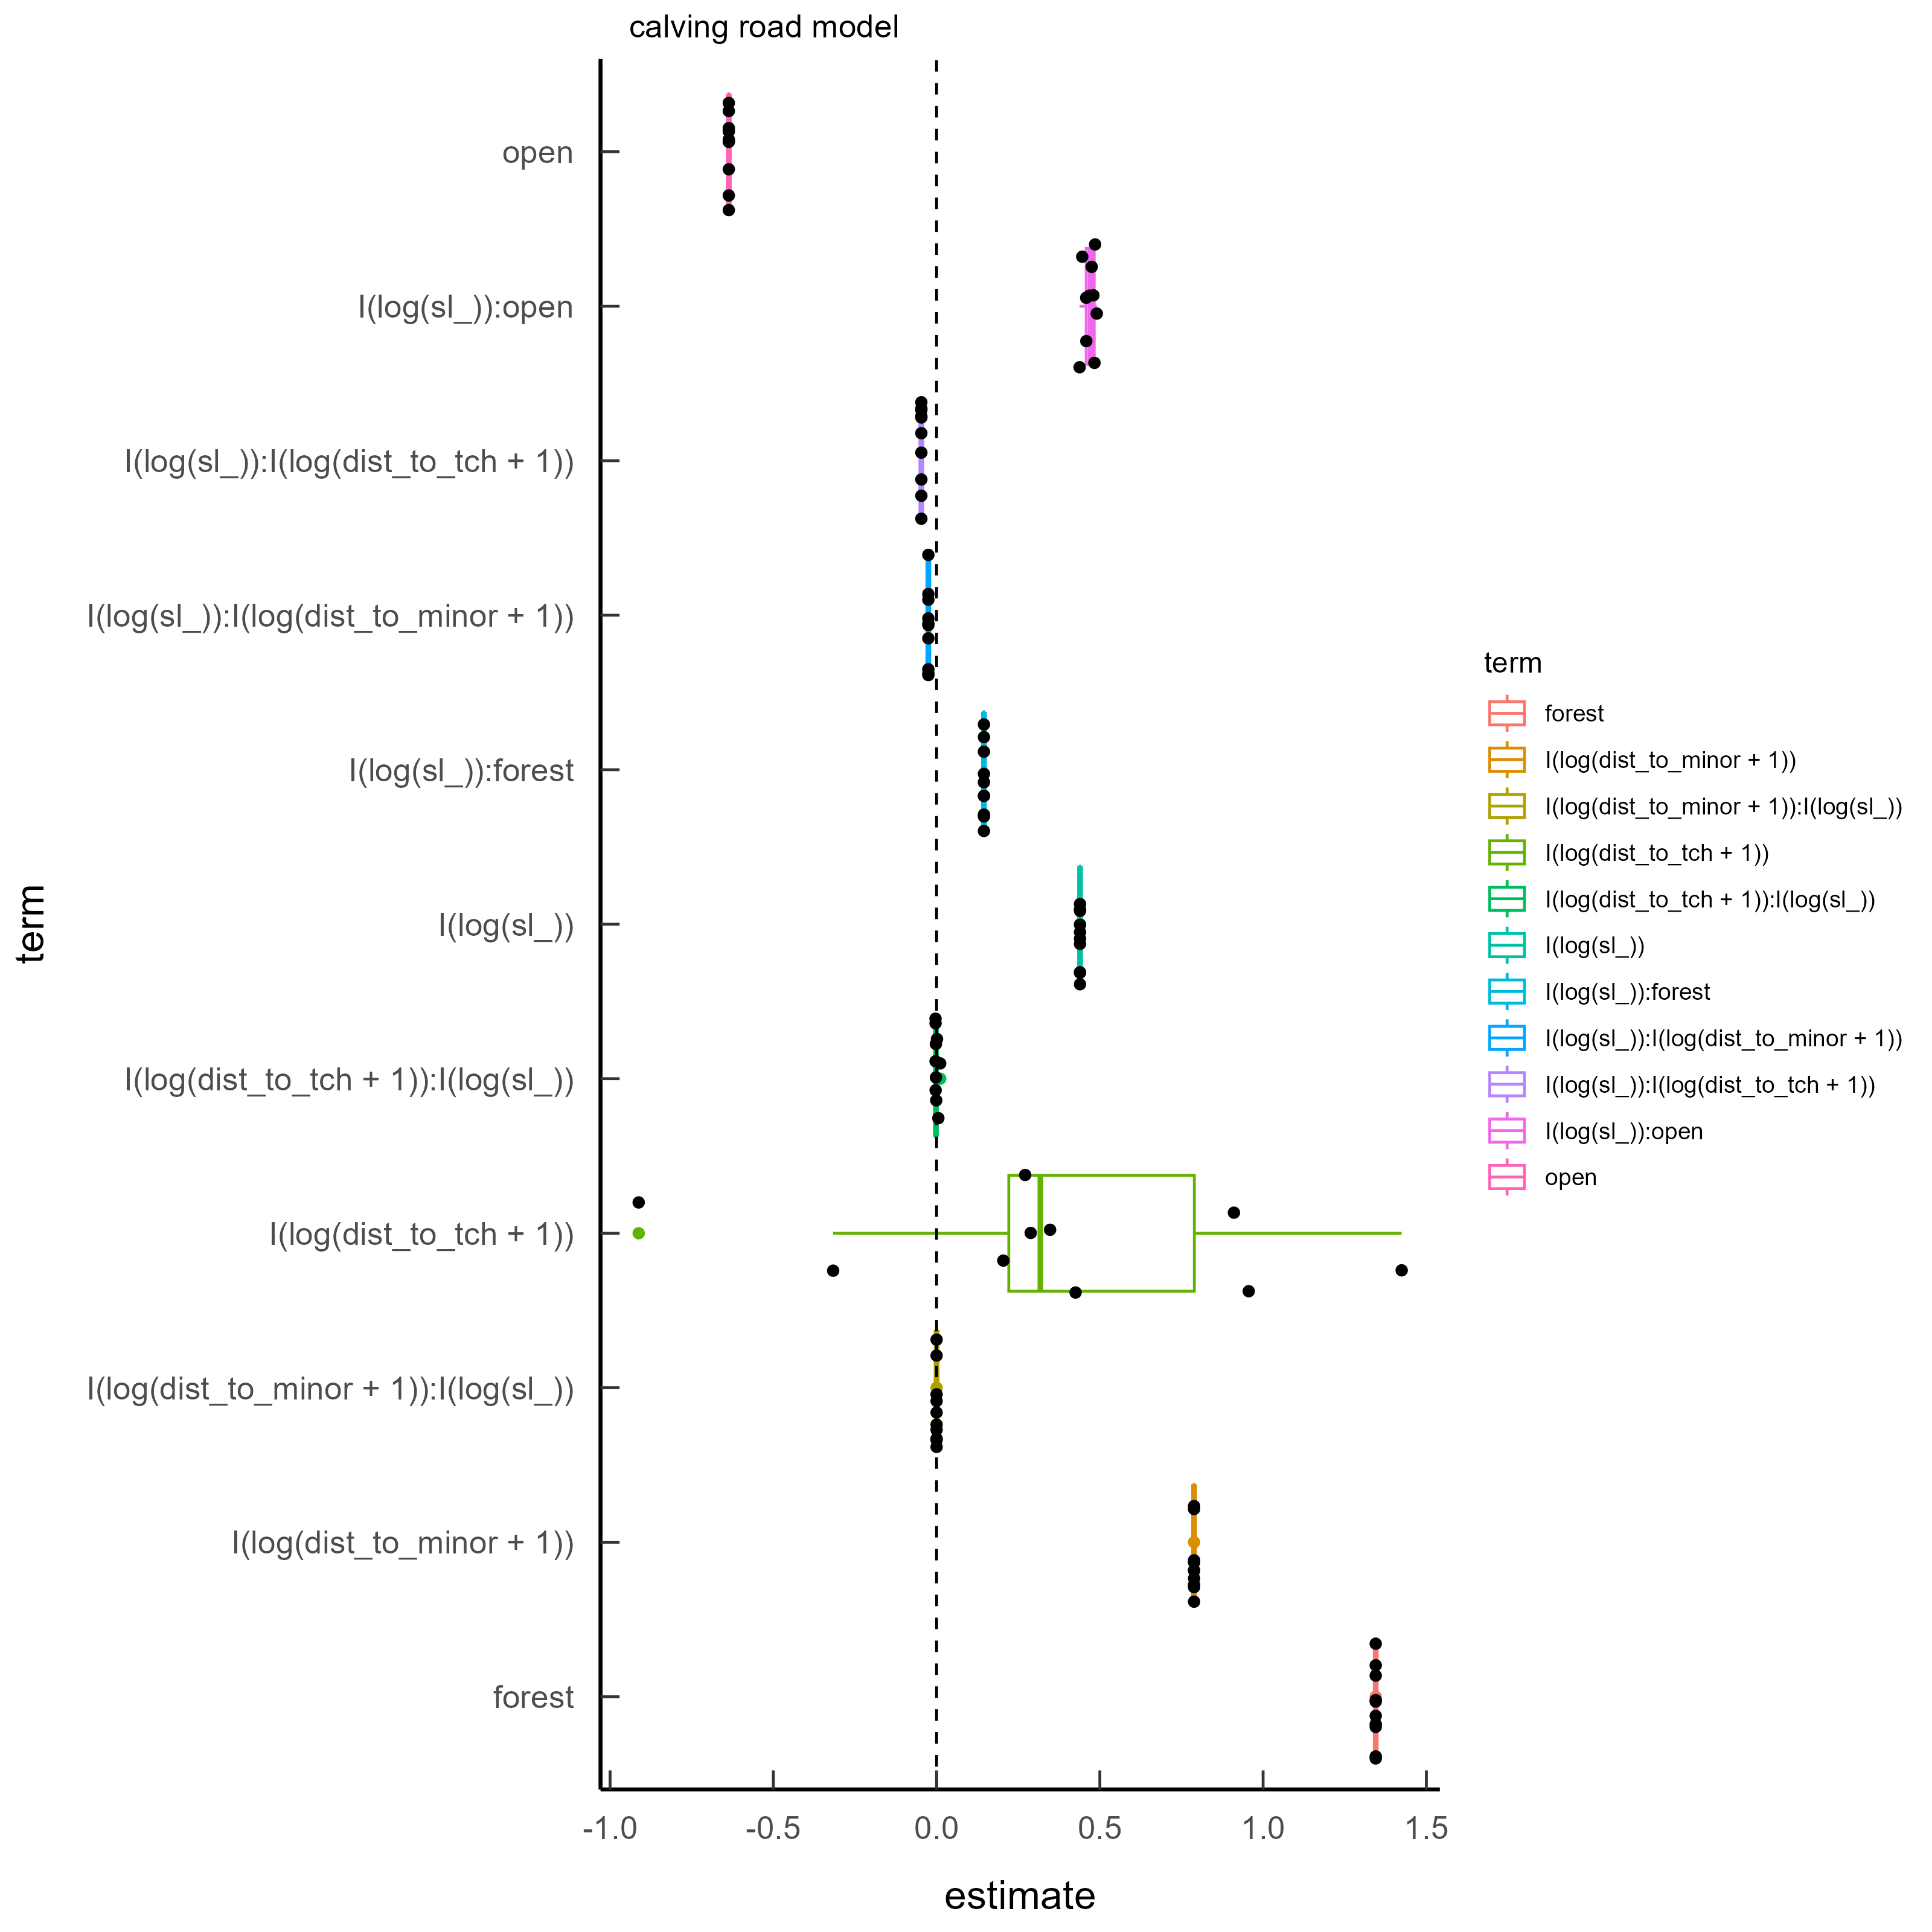 calving road model
open
I(log(sl_)):open
I(log(sl_)):I(log(dist_to_tch + 1))
I(log(sl_)):I(log(dist_to_minor + 1))
I(log(sl_)):forest
I(log(sl_))
I(log(dist_to_tch + 1)):I(log(sl_))
I(log(dist_to_tch + 1))
I(log(dist_to_minor + 1)):I(log(sl_))
I(log(dist_to_minor + 1))
forest
term
-1.0 -0.5 0.0 0.5 1.0 1.5
estimate
term
forest
I(log(dist_to_minor + 1))
I(log(dist_to_minor + 1)):I(log(sl_))
I(log(dist_to_tch + 1))
I(log(dist_to_tch + 1)):I(log(sl_))
I(log(sl_))
I(log(sl_)):forest
I(log(sl_)):I(log(dist_to_minor + 1))
I(log(sl_)):I(log(dist_to_tch + 1))
I(log(sl_)):open
open